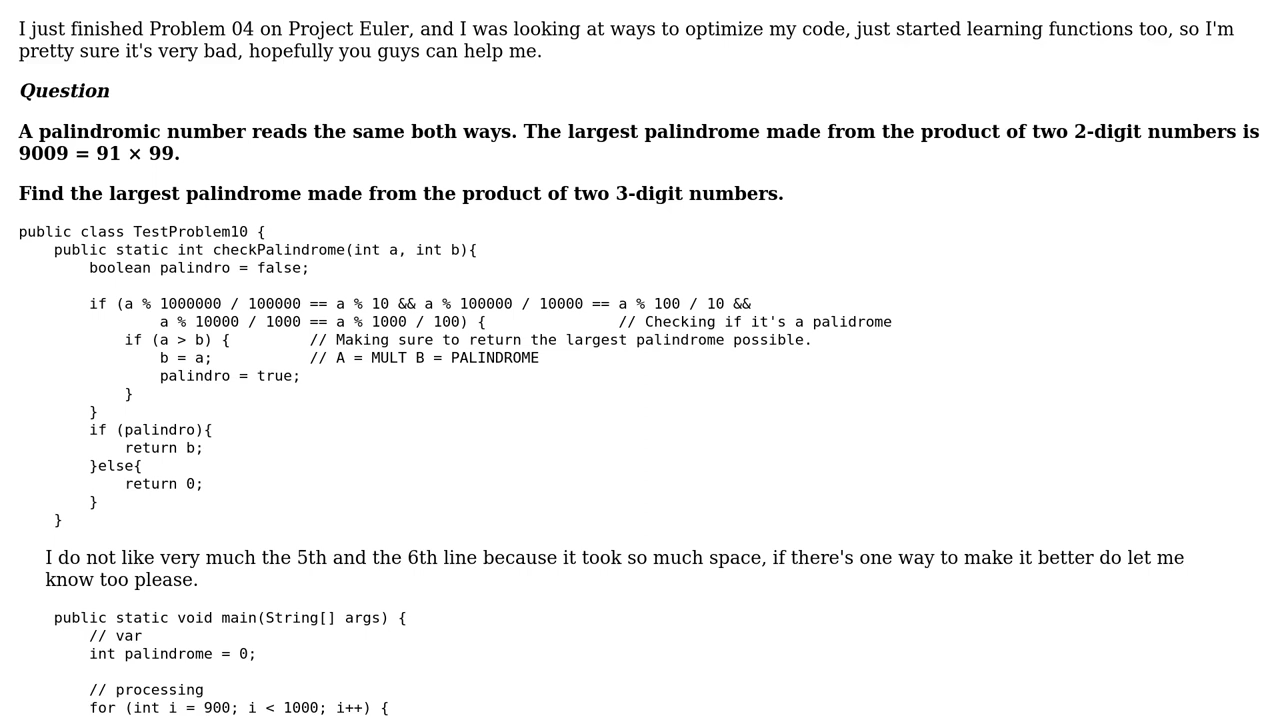 I just finished Problem 04 on Project Euler, and I was looking at ways to optimize my code, just started learning functions too, so I'm
pretty sure it's very bad, hopefully you guys can help me.
Question
A palindromic number reads the same both ways. The largest palindrome made from the product of two 2-digit numbers is
9009 = 91 × 99.
Find the largest palindrome made from the product of two 3-digit numbers.
public class TestProblem10 {
    public static int checkPalindrome(int a, int b){
        boolean palindro = false;
        if (a % 1000000 / 100000 == a % 10 && a % 100000 / 10000 == a % 100 / 10 &&
                a % 10000 / 1000 == a % 1000 / 100) {               // Checking if it's a palidrome
            if (a > b) {         // Making sure to return the largest palindrome possible.
                b = a;           // A = MULT B = PALINDROME
                palindro = true;
            }
        }
        if (palindro){
            return b;
        }else{
            return 0;
        }
    }
I do not like very much the 5th and the 6th line because it took so much space, if there's one way to make it better do let me
know too please.
    public static void main(String[] args) {
        // var
        int palindrome = 0;
        // processing
        for (int i = 900; i < 1000; i++) {